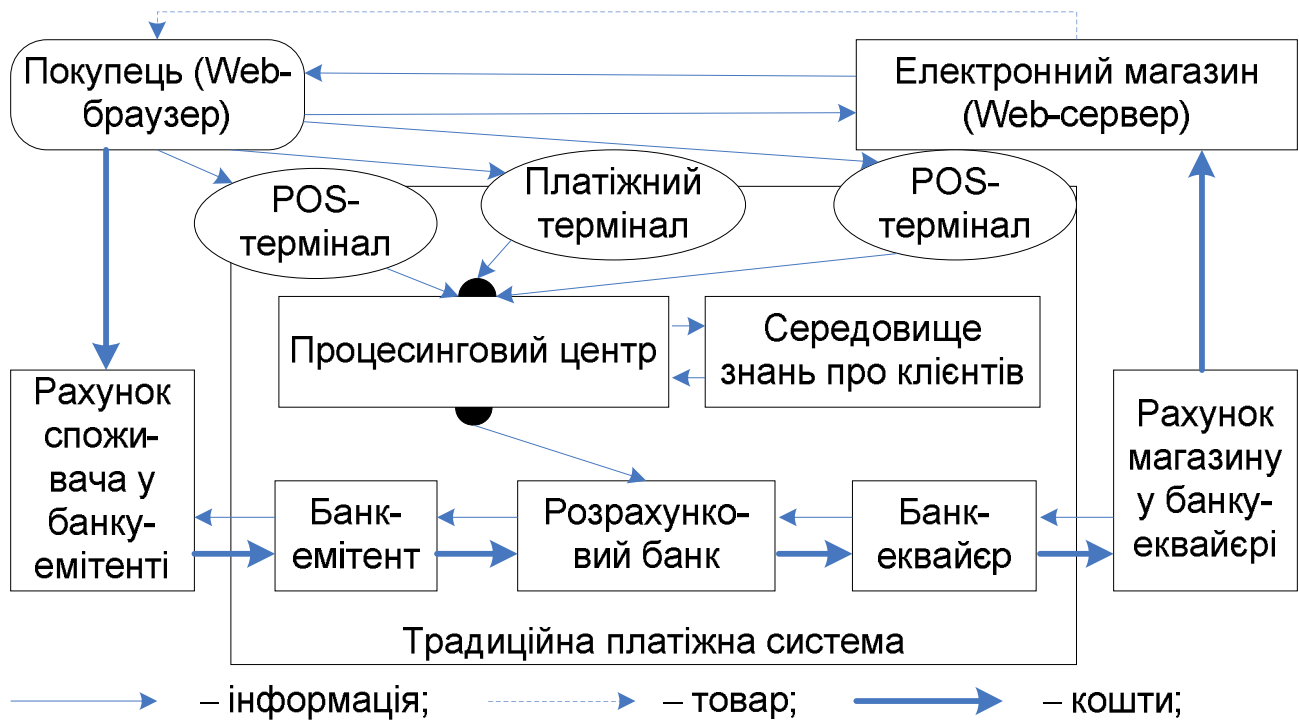 Покупець (Web-
браузер)
Електронний магазин
(Web-сервер)
POS-
термінал
Платіжний
термінал
POS-
термінал
Процесинговий центр
Середовище
знань про клієнтів
Рахунок
спожи-
вача у
банку-
емітенті
Рахунок
магазину
у банку-
еквайєрі
Банк-
емітент
Розрахунко-
вий банк
Банк-
еквайєр
Традиційна платіжна система
– інформація;
– товар;
– кошти;